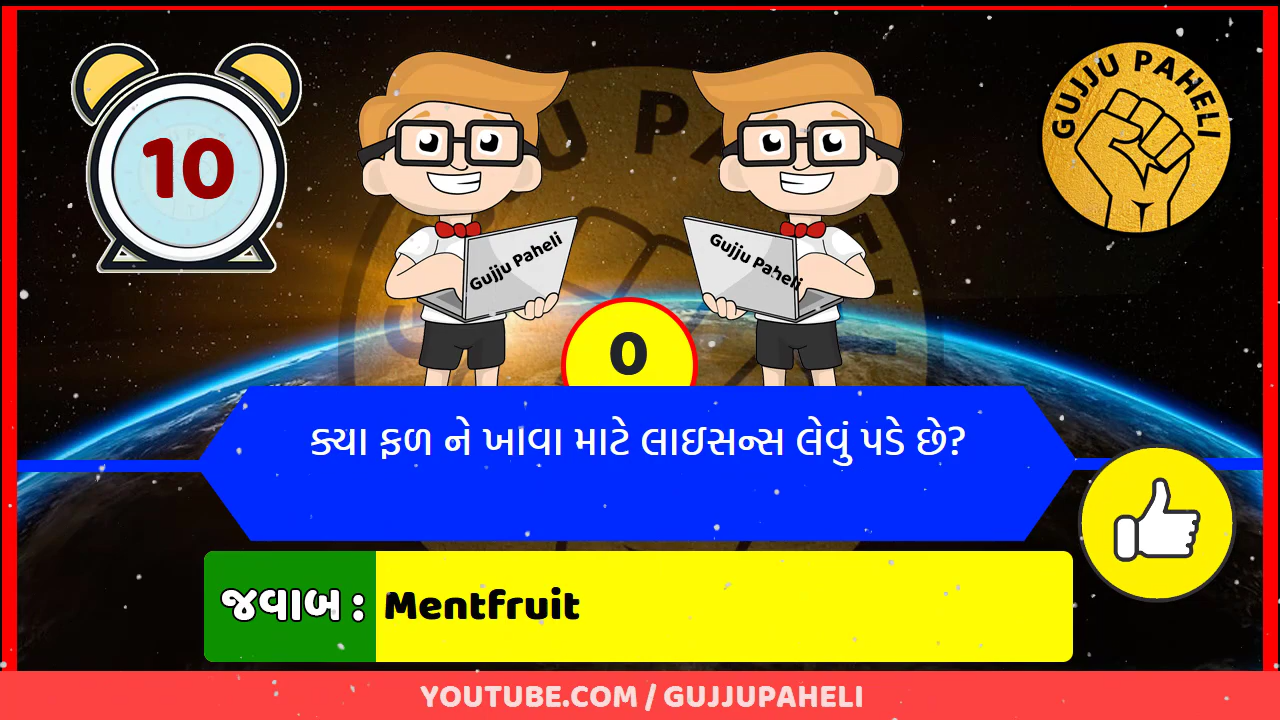 10
GUJJU PAHELI
Gujju Paheli
Gujju Paheli
0
ક્યા ફળ ને ખાવા માટે લાઇસન્સ લેવું પડે છે?
જવાબ : Mentfruit
YOUTUBE.COM / GUJJUPAHELI